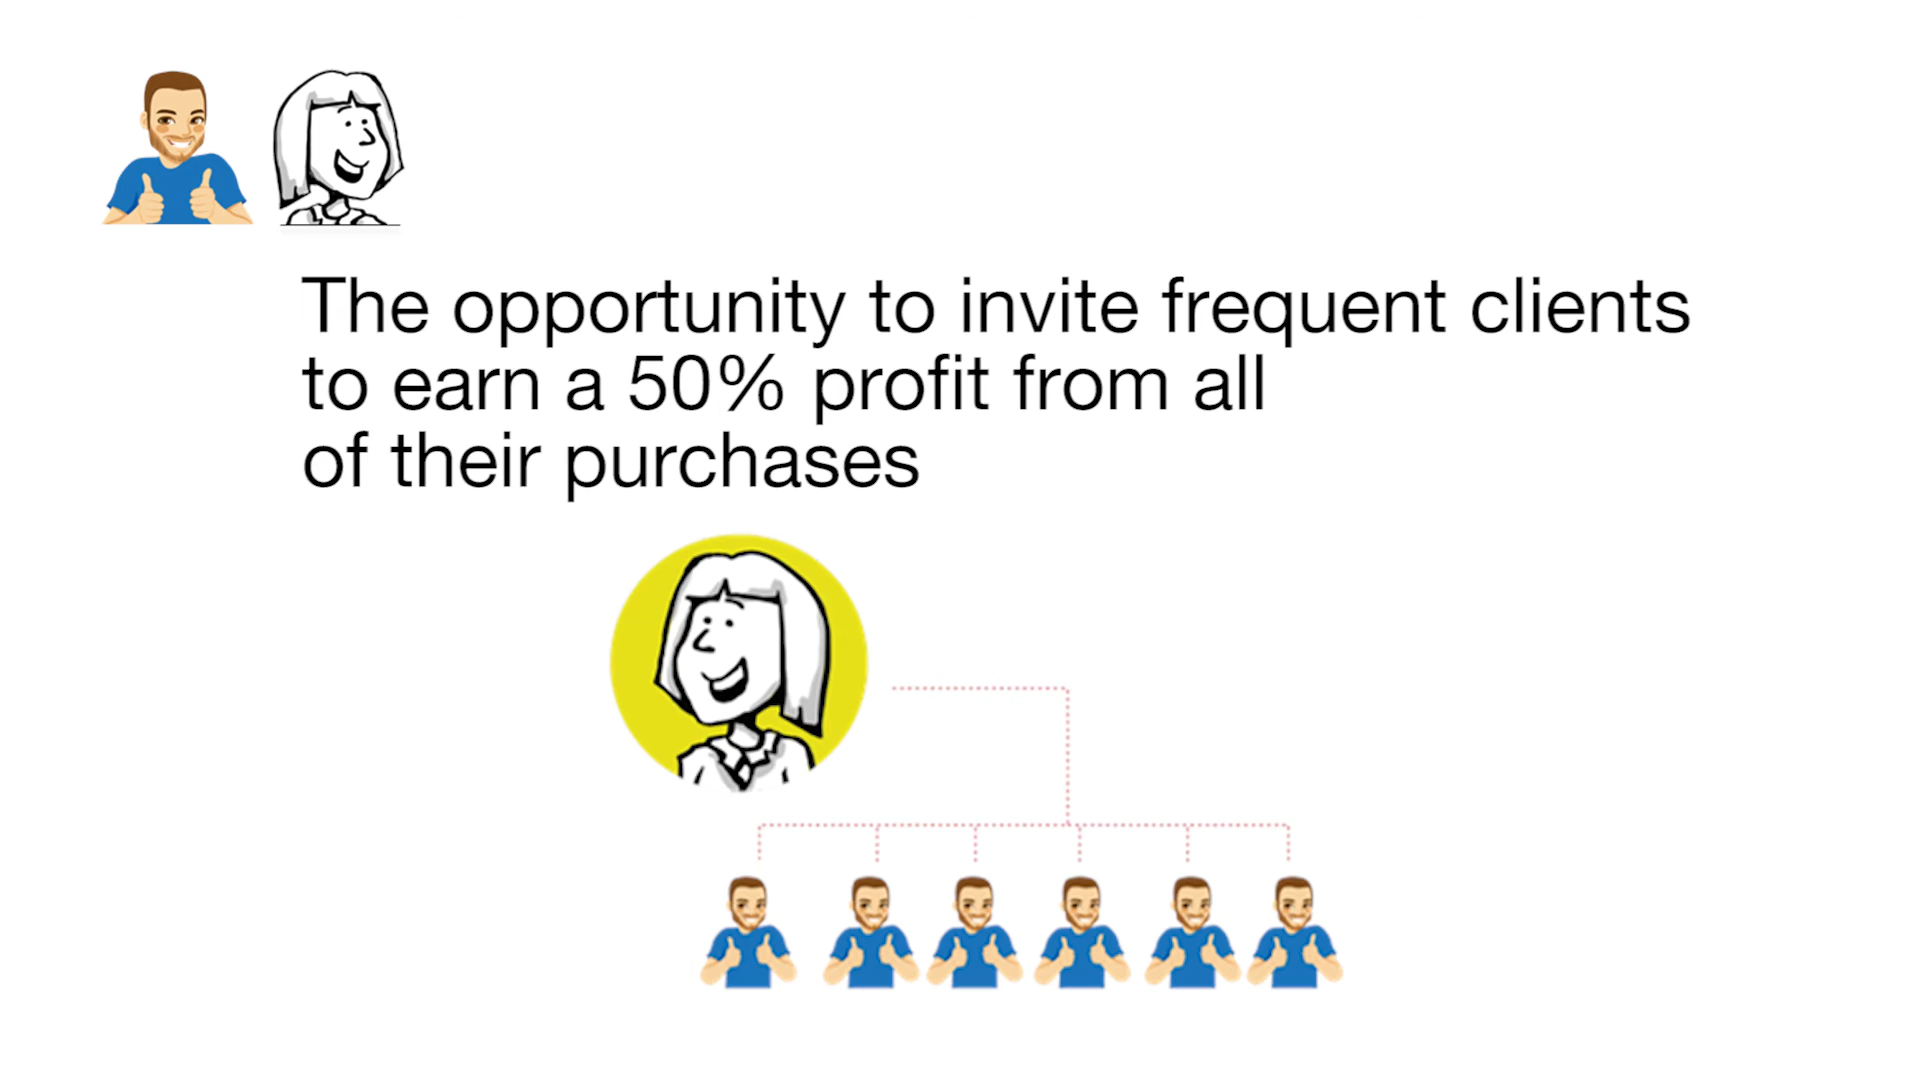 The opportunity to invite frequent clients
to earn a 50% profit from all
of their purchases